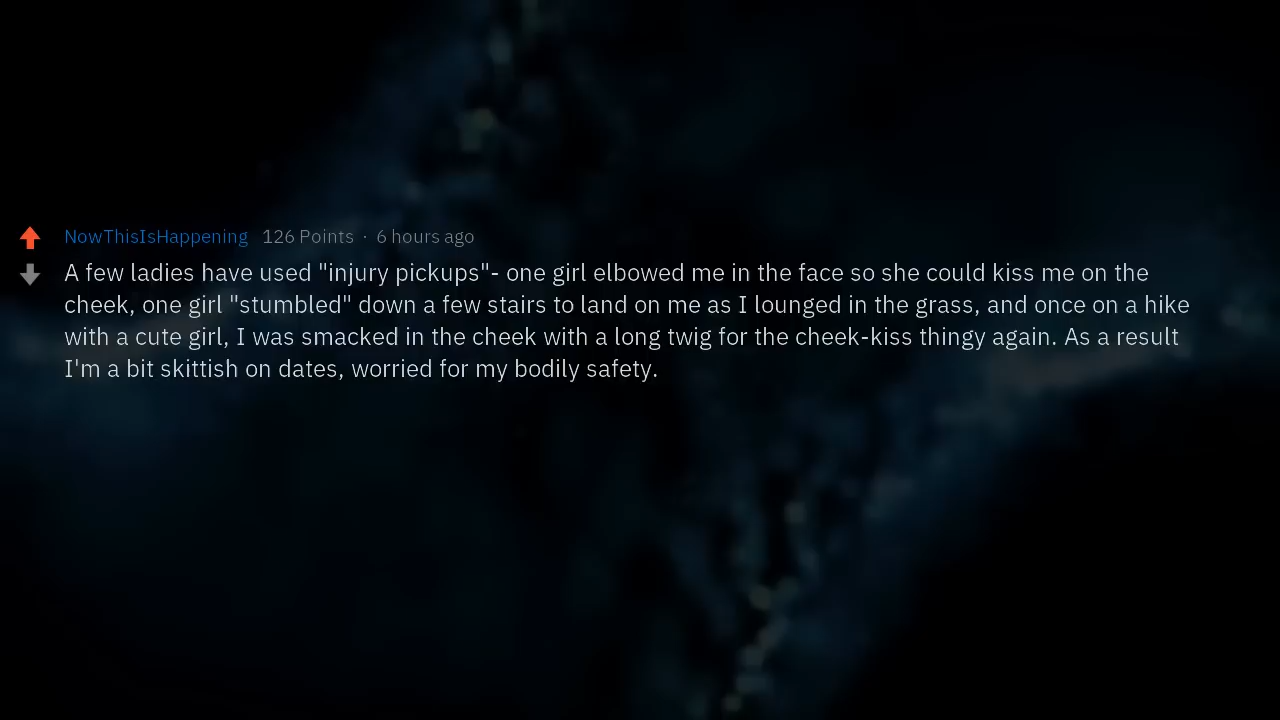 NowThisIsHappening 126 Points · 6 hours ago
A few ladies have used "injury pickups"- one girl elbowed me in the face so she could kiss me on the
cheek, one girl "stumbled" down a few stairs to land on me as I lounged in the grass, and once on a hike
with a cute girl, I was smacked in the cheek with a long twig for the cheek-kiss thingy again. As a result
I'm a bit skittish on dates, worried for my bodily safety.